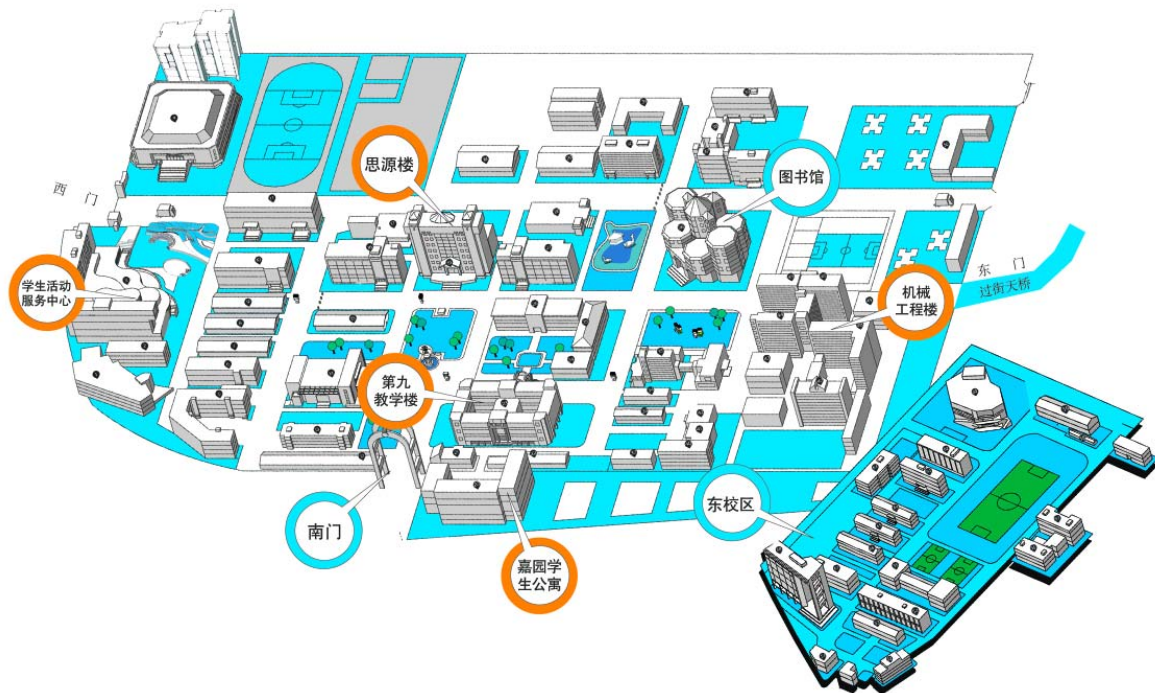 思源楼
图书馆
西门
学生活动
服务中心
东门
过街天桥
机械
工程楼
第九
教学楼
南门
东校区
嘉园学
生公寓